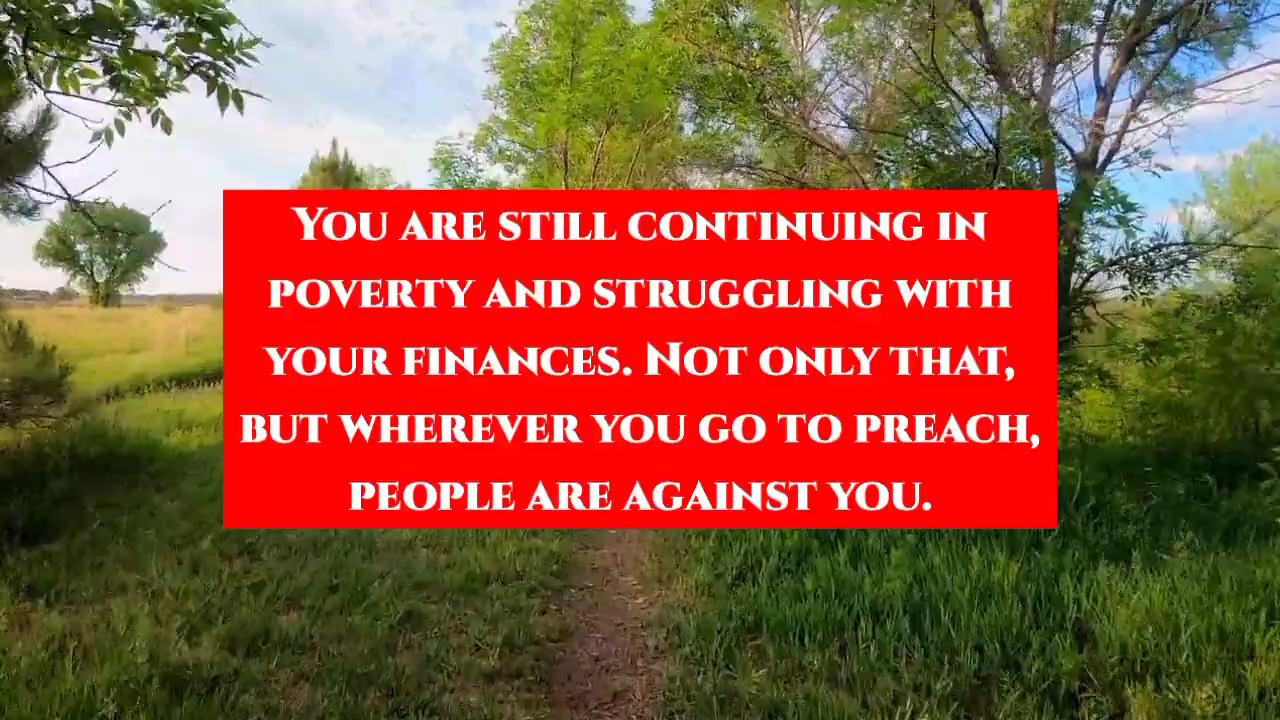 You are still continuing in
poverty and struggling with
your finances. Not only that,
but wherever you go to preach,
people are against you.